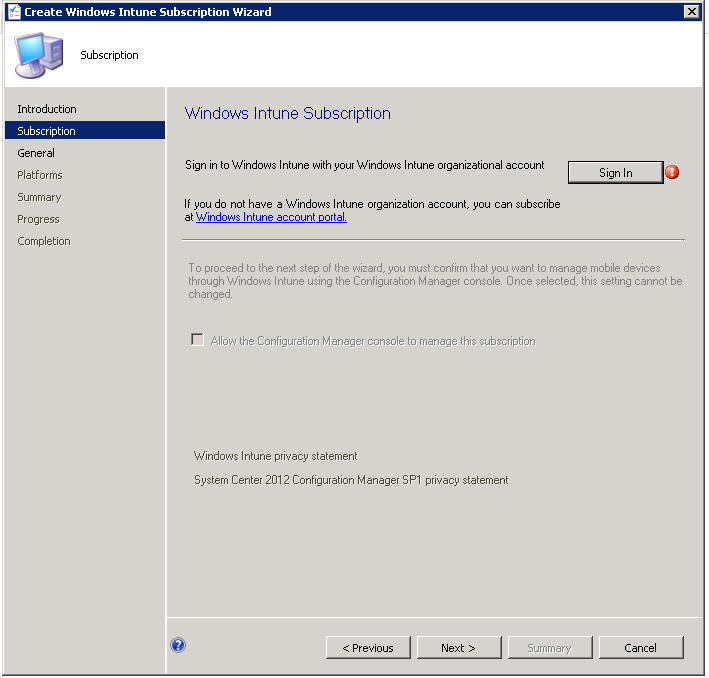 Create Windows Intune Subscription Wizard
Subscription
Introduction
Subscription
General
Platforms
Summary
Progress
Completion
Windows Intune Subscription
Sign in to Windows Intune with your Windows Intune organizational account
Sign In
If you do not have a Windows Intune organization account, you can subscribe
at Windows Intune account portal.
To proceed to the next step of the wizard, you must confirm that you want to manage mobile devices
through Windows Intune using the Configuration Manager console. Once selected, this setting cannot be
changed.
Allow the Configuration Manager console to manage this subscription
Windows Intune privacy statement
System Center 2012 Configuration Manager SP1 privacy statement
< Previous
Next >
Summary
Cancel